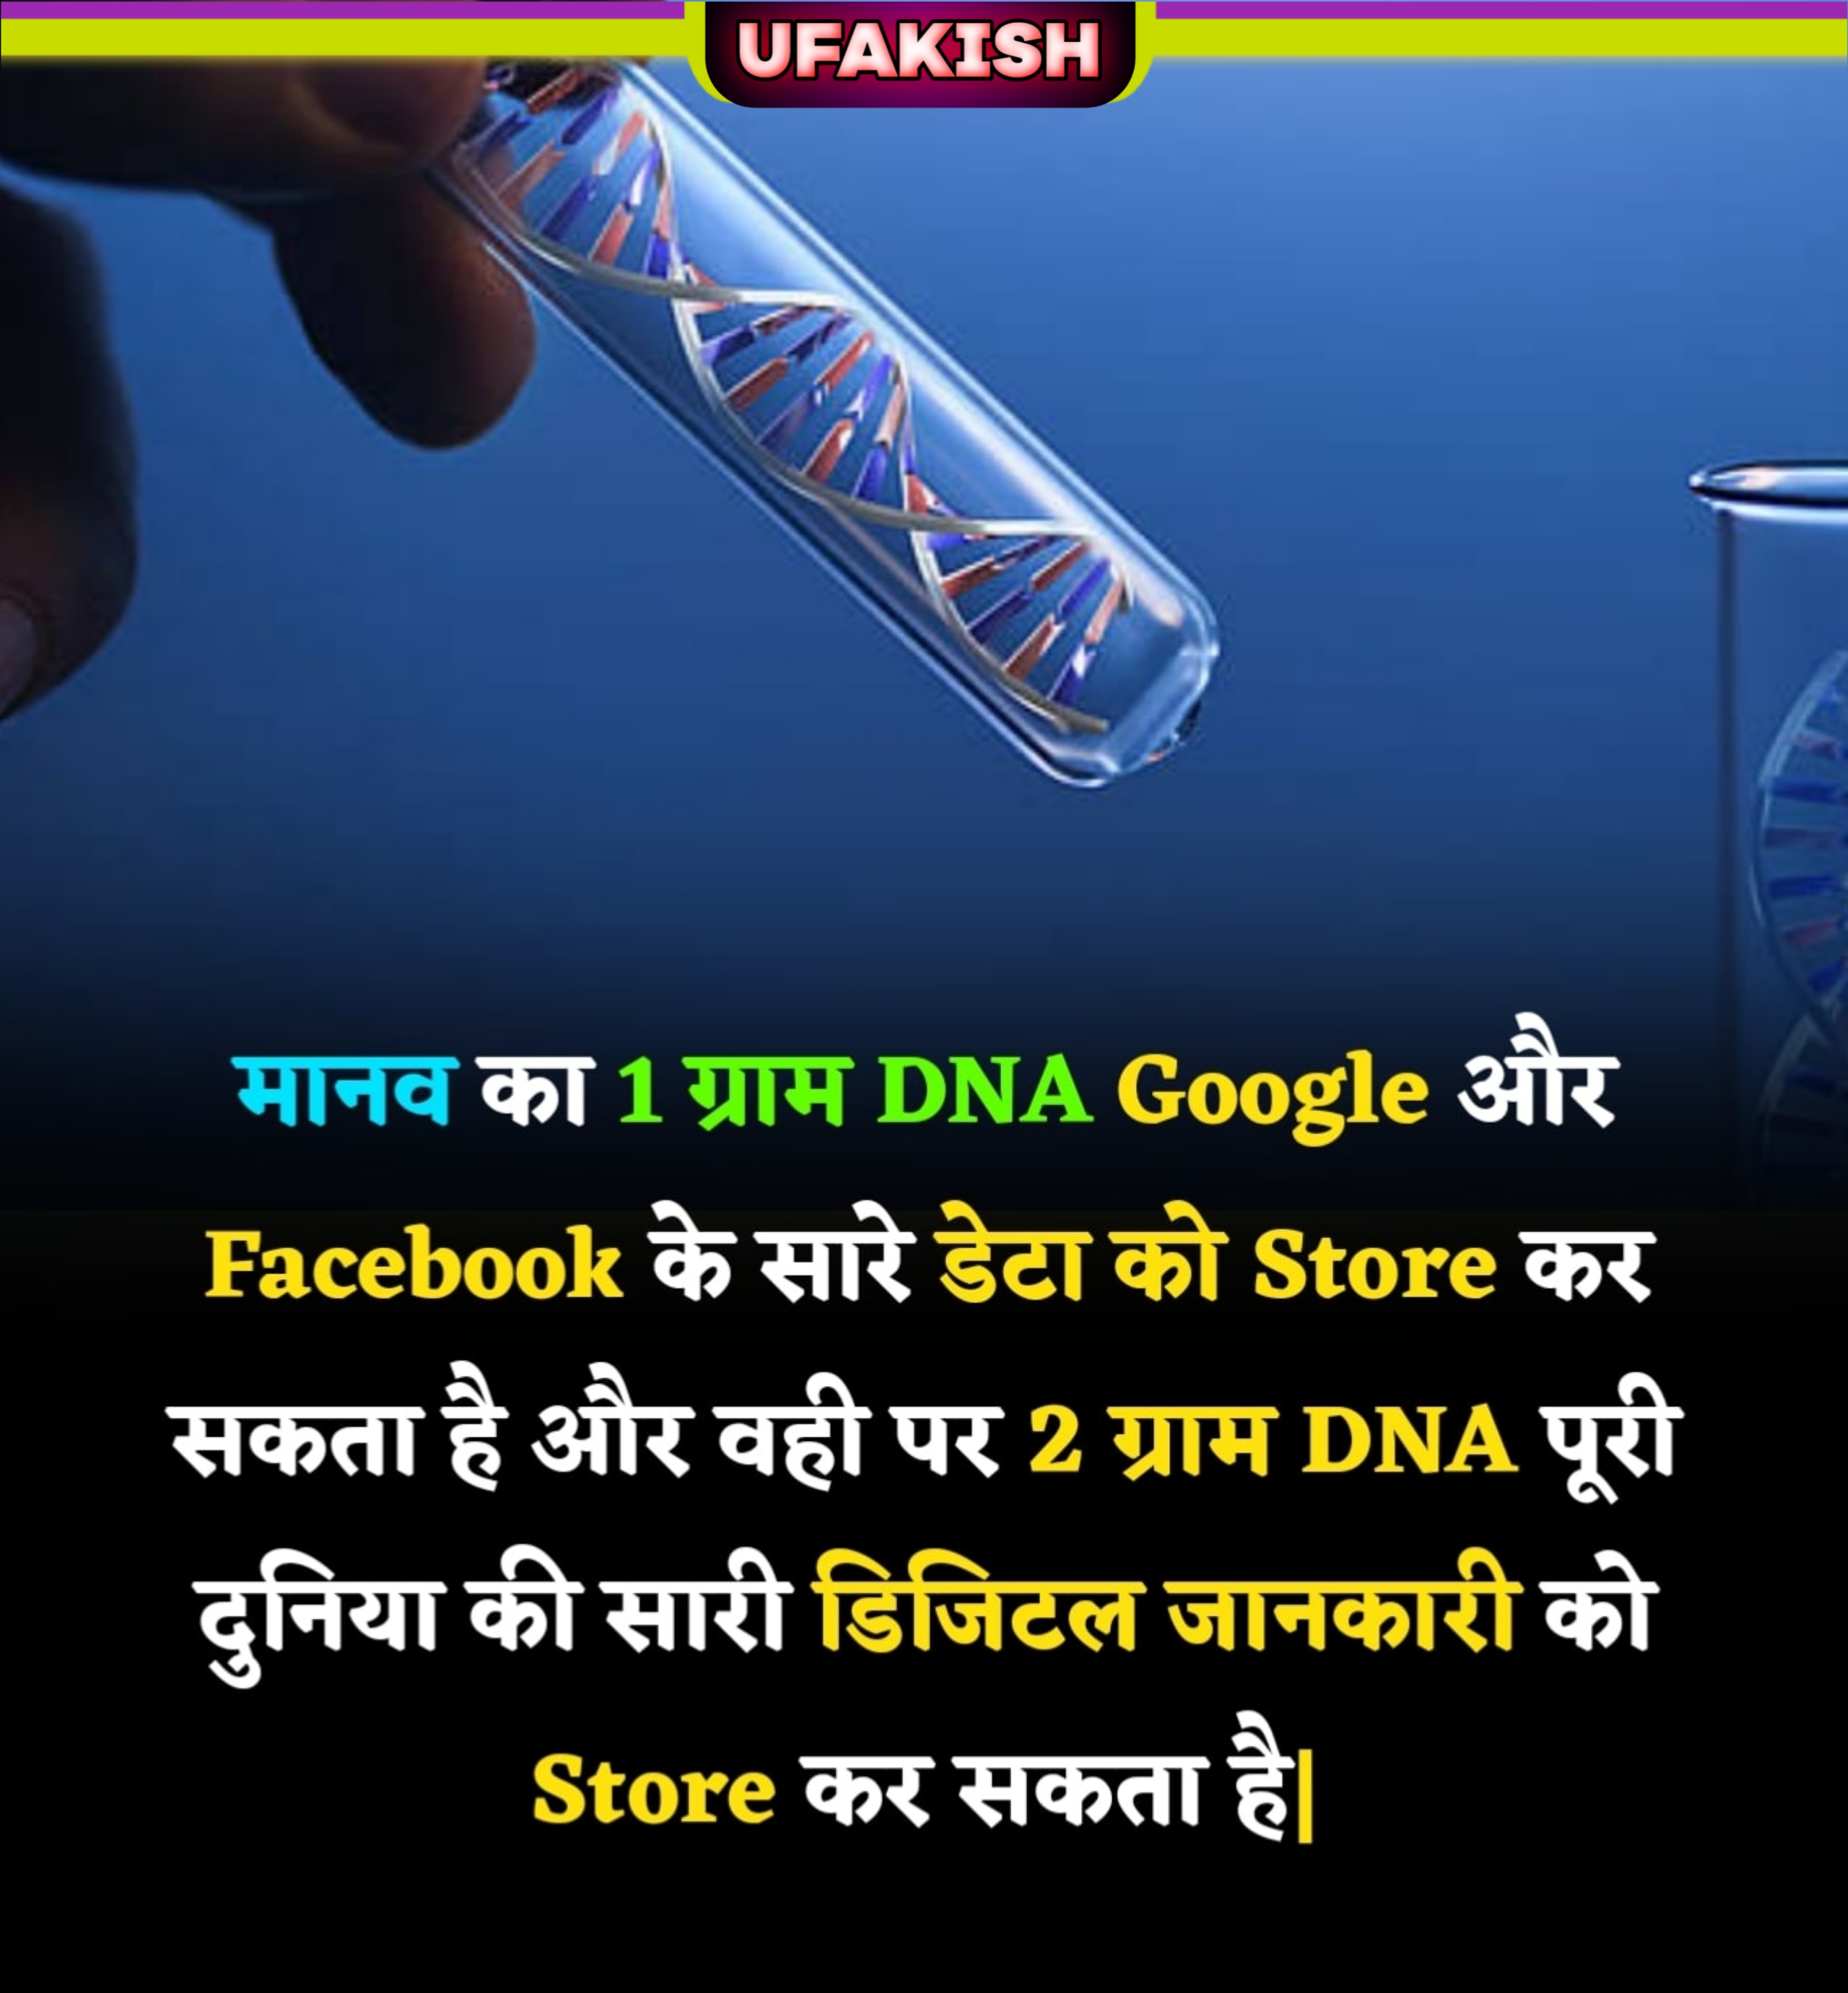 UFAKISH
मानव का 1 ग्राम DNA Google और
Facebook के सारे डेटा को Store कर
सकता है और वही पर 2 ग्राम DNA पूरी
दुनिया की सारी डिजिटल जानकारी को
Store कर सकता है|